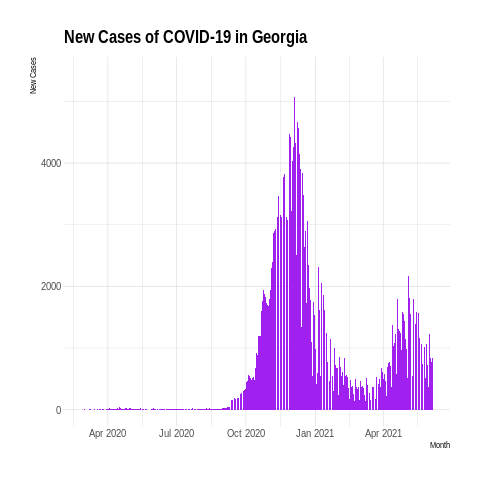 New Cases of COVID-19 in Georgia
New Cases
4000
2000
0
Apr 2020
Jul 2020
Oct 2020
Jan 2021
Apr 2021
Month